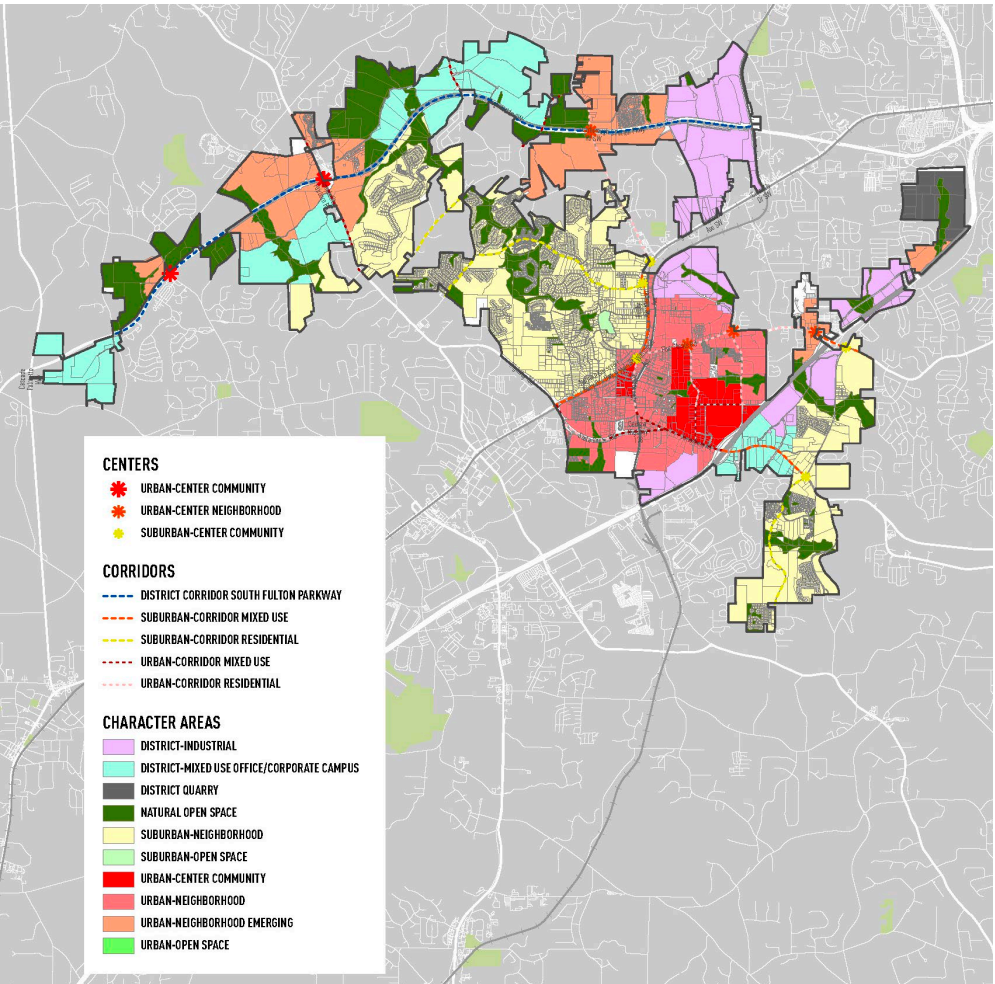 CENTERS
URBAN-CENTER COMMUNITY
URBAN-CENTER NEIGHBORHOOD
SUBURBAN-CENTER COMMUNITY
CORRIDORS
DISTRICT CORRIDOR SOUTH FULTON PARKWAY
SUBURBAN-CORRIDOR MIXED USE
SUBURBAN-CORRIDOR RESIDENTIAL
URBAN-CORRIDOR MIXED USE
URBAN-CORRIDOR RESIDENTIAL
CHARACTER AREAS
DISTRICT-INDUSTRIAL
DISTRICT-MIXED USE OFFICE/CORPORATE CAMPUS
DISTRICT QUARRY
NATURAL OPEN SPACE
SUBURBAN-NEIGHBORHOOD
SUBURBAN-OPEN SPACE
URBAN-CENTER COMMUNITY
URBAN-NEIGHBORHOOD
URBAN-NEIGHBORHOOD EMERGING
URBAN-OPEN SPACE